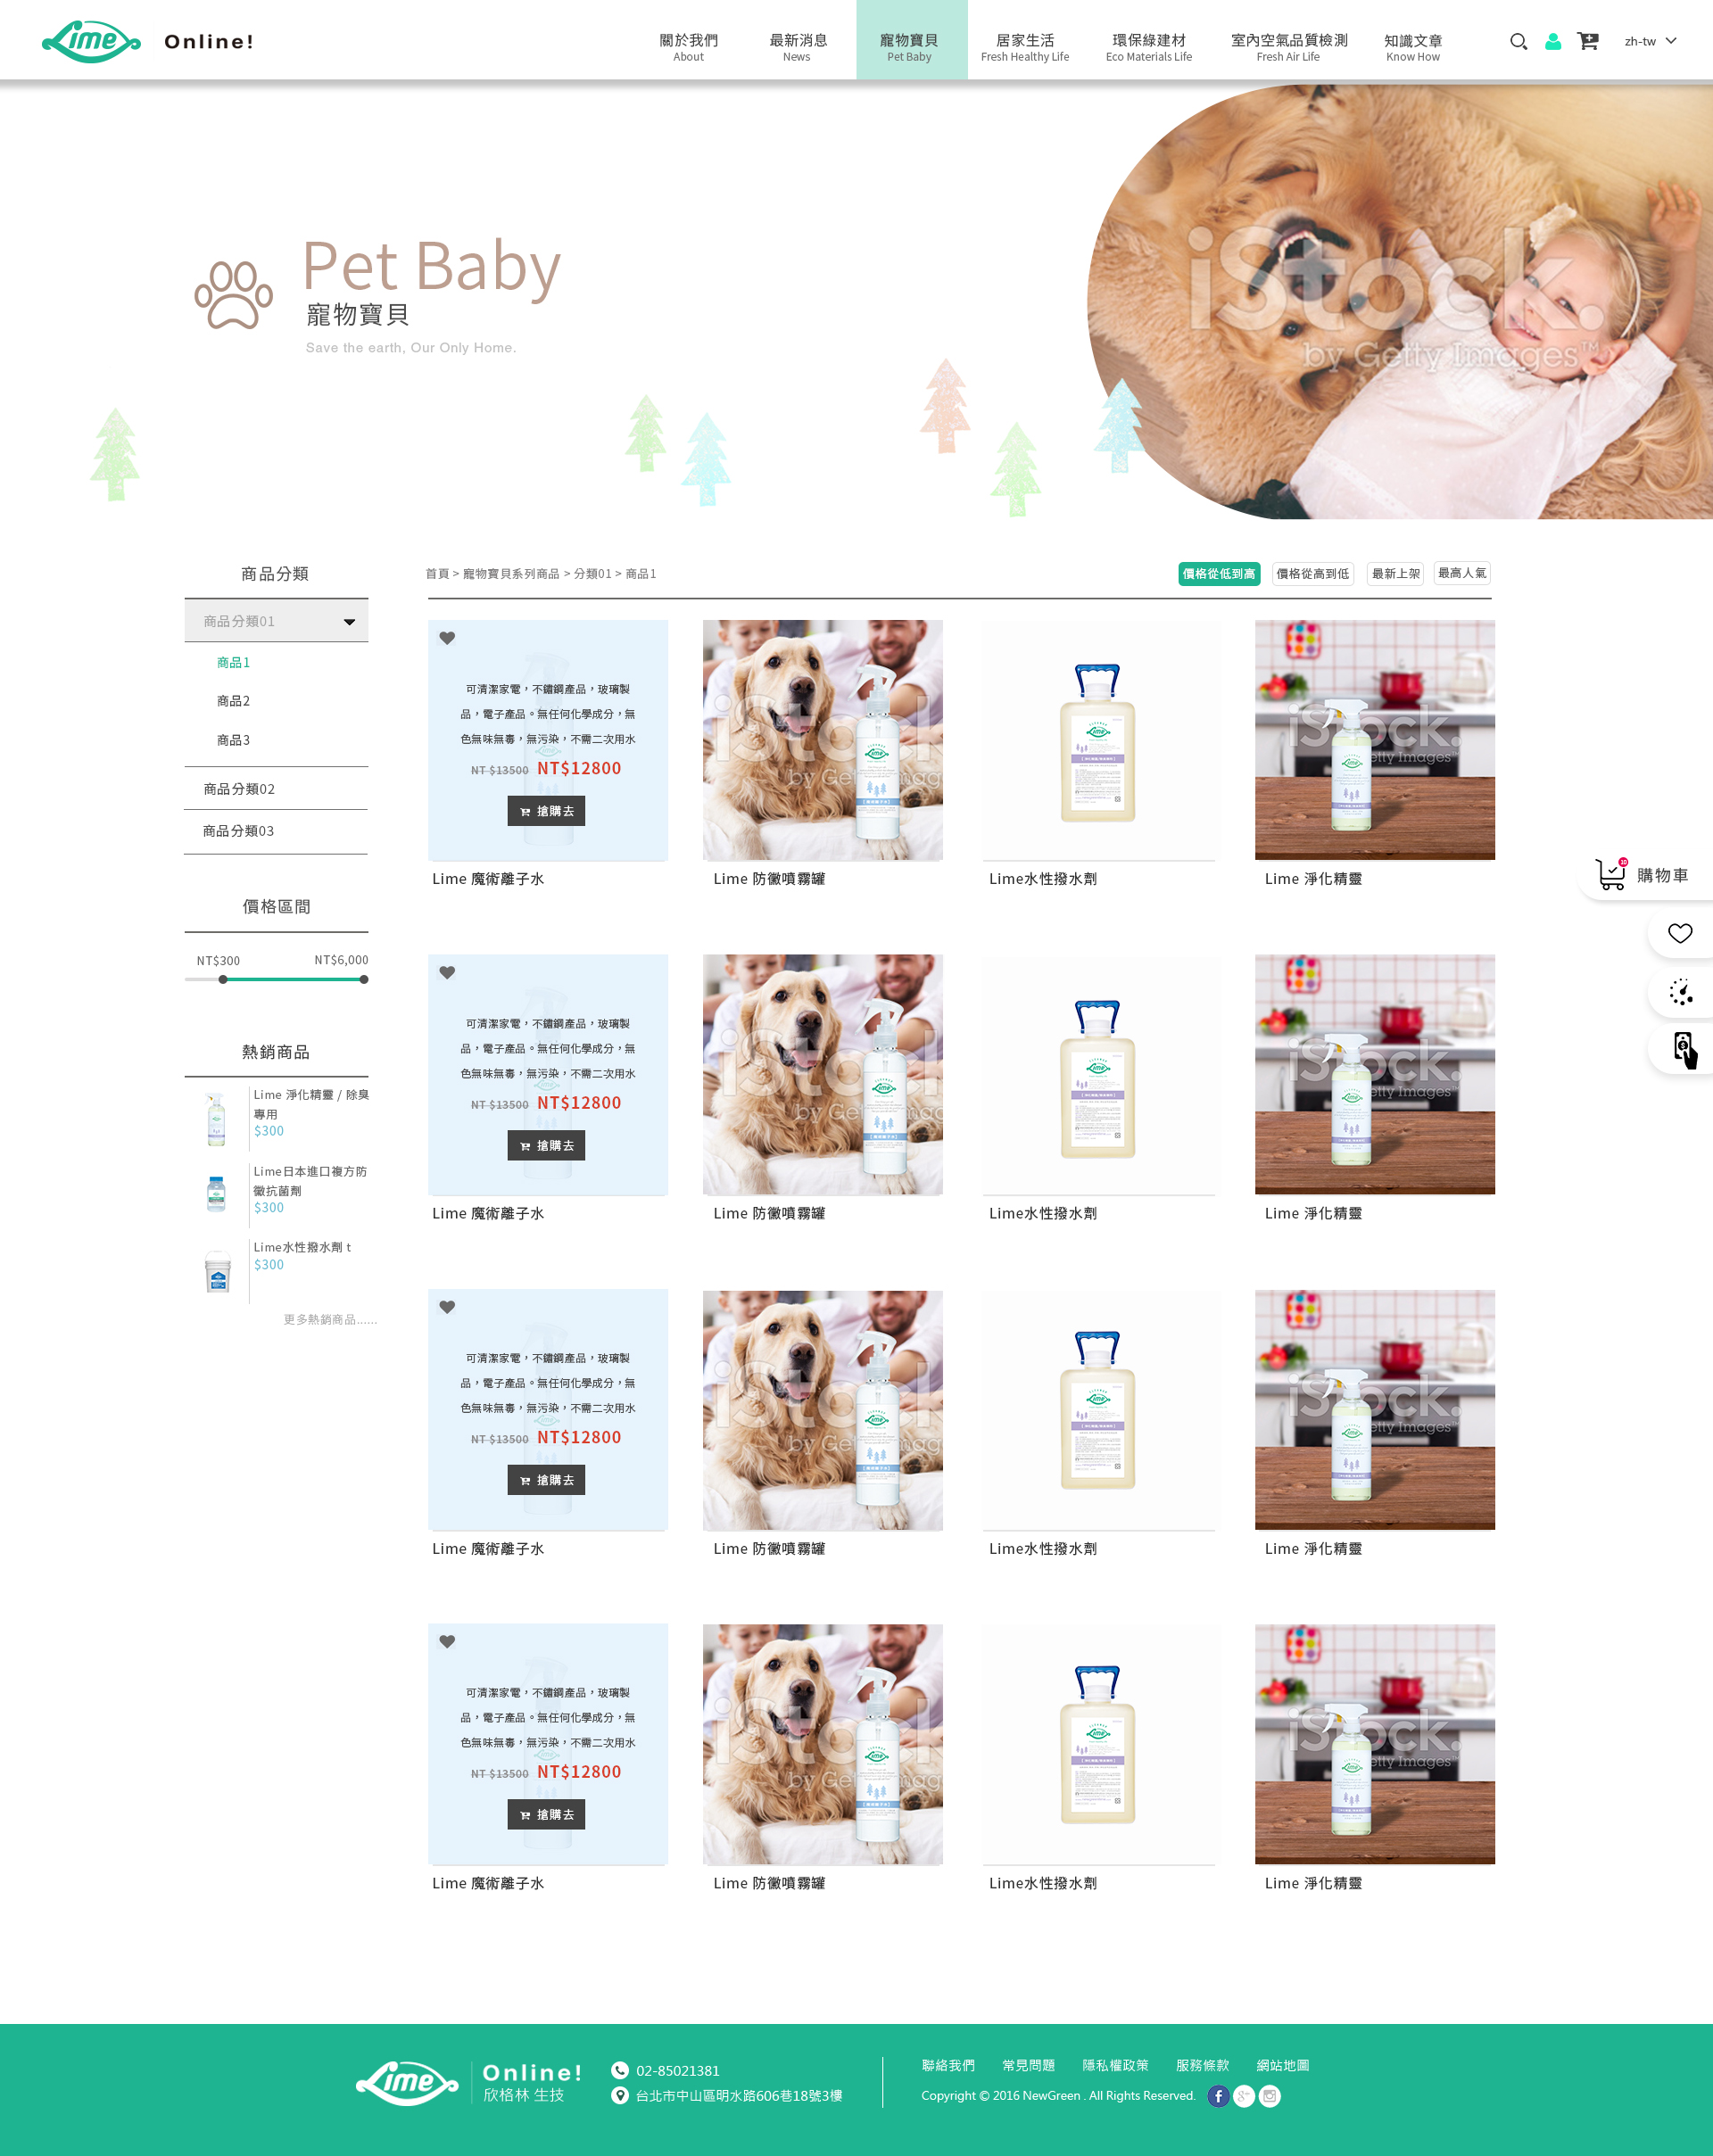 Lime
Online!
關於我們
About
最新消息
News
寵物寶貝
Pet Baby
居家生活
Fresh Healthy Life
環保綠建材
Eco Materials Life
室內空氣品質檢測
Fresh Air Life
知識文章
Know How
zh-tw
Pet Baby
寵物寶貝
Save the earth, Our Only Home.
iStock.
by Getty Images™
商品分類
商品分類01
商品1
商品2
商品3
商品分類02
商品分類03
價格區間
NT$300
NT$6,000
熱銷商品
Lime 淨化精靈 / 除臭
專用
$300
Lime日本進口複方防
黴抗菌劑
$300
Lime水性撥水劑 t
$300
更多熱銷商品......
首頁 > 寵物寶貝系列商品 > 分類01 > 商品1
價格從低到高
價格從高到低
最新上架
最高人氣
可清潔家電，不鏽鋼產品，玻璃製
品，電子產品。無任何化學成分，無
色無味無毒，無污染，不需二次用水
NT $13500 NT$12800
搶購去
Lime 魔術離子水
Lime 防黴噴霧罐
Lime水性撥水劑
Lime 淨化精靈
可清潔家電，不鏽鋼產品，玻璃製
品，電子產品。無任何化學成分，無
色無味無毒，無污染，不需二次用水
NT $13500 NT$12800
搶購去
Lime 魔術離子水
Lime 防黴噴霧罐
Lime水性撥水劑
Lime 淨化精靈
可清潔家電，不鏽鋼產品，玻璃製
品，電子產品。無任何化學成分，無
色無味無毒，無污染，不需二次用水
NT $13500 NT$12800
搶購去
Lime 魔術離子水
Lime 防黴噴霧罐
Lime水性撥水劑
Lime 淨化精靈
可清潔家電，不鏽鋼產品，玻璃製
品，電子產品。無任何化學成分，無
色無味無毒，無污染，不需二次用水
NT $13500 NT$12800
搶購去
Lime 魔術離子水
Lime 防黴噴霧罐
Lime水性撥水劑
Lime 淨化精靈
10
購物車
Lime
Online!
欣格林 生技
02-85021381
台北市中山區明水路606巷18號3樓
聯絡我們
常見問題
隱私權政策
服務條款
網站地圖
Copyright © 2016 NewGreen . All Rights Reserved.